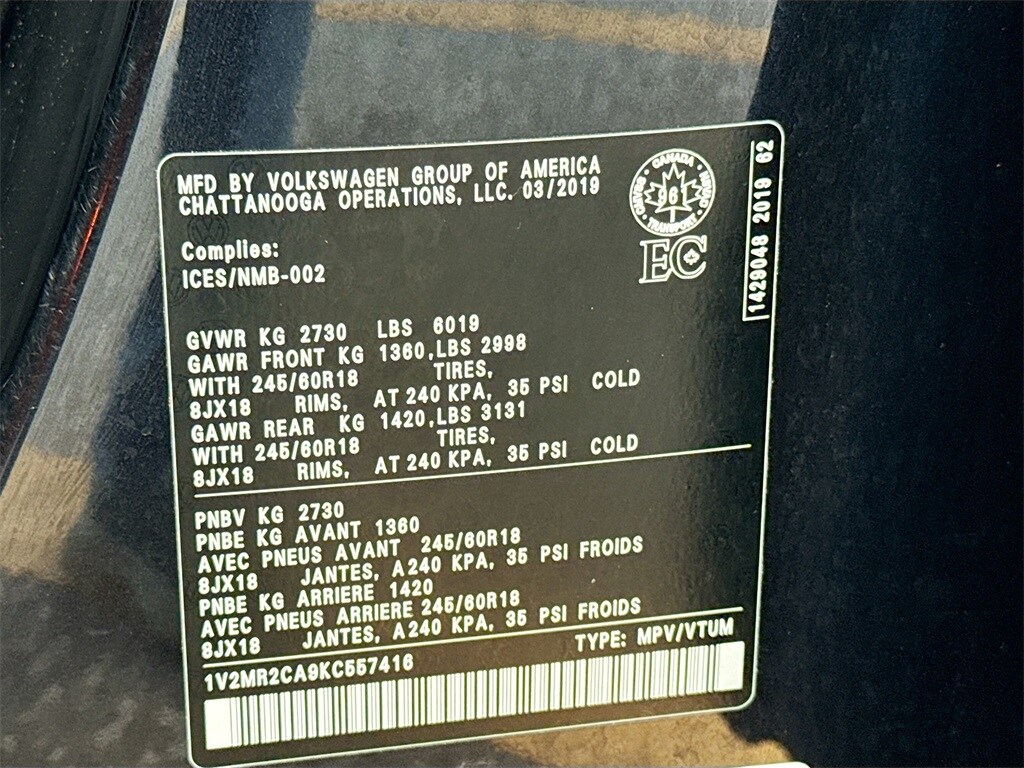 MFD BY VOLKSWAGEN GROUP OF AMERICA
CHATTANOOGA OPERATIONS, LLC. 03/2019
CANADA
961
TRANSPORT
EC
1429048 2019 62
Complies:
ICES/NMB-002
GVWR KG 2730 LBS 6019
GAWR FRONT KG 1360,LBS 2998
WITH 245/60R18 TIRES,
8JX18 RIMS, AT 240 KPA, 35 PSI COLD
GAWR REAR KG 1420,LBS 3131
WITH 245/60R18 TIRES,
8JX18 RIMS, AT 240 KPA, 35 PSI COLD
PNBV KG 2730
PNBE KG AVANT 1360
AVEC PNEUS AVANT 245/60R18
8JX18 JANTES, A240 KPA, 35 PSI FROIDS
PNBE KG ARRIERE 1420
AVEC PNEUS ARRIERE 245/60R18
8JX18 JANTES, A240 KPA, 35 PSI FROIDS
TYPE: MPV/VTUM
1V2MR2CA9KC557416